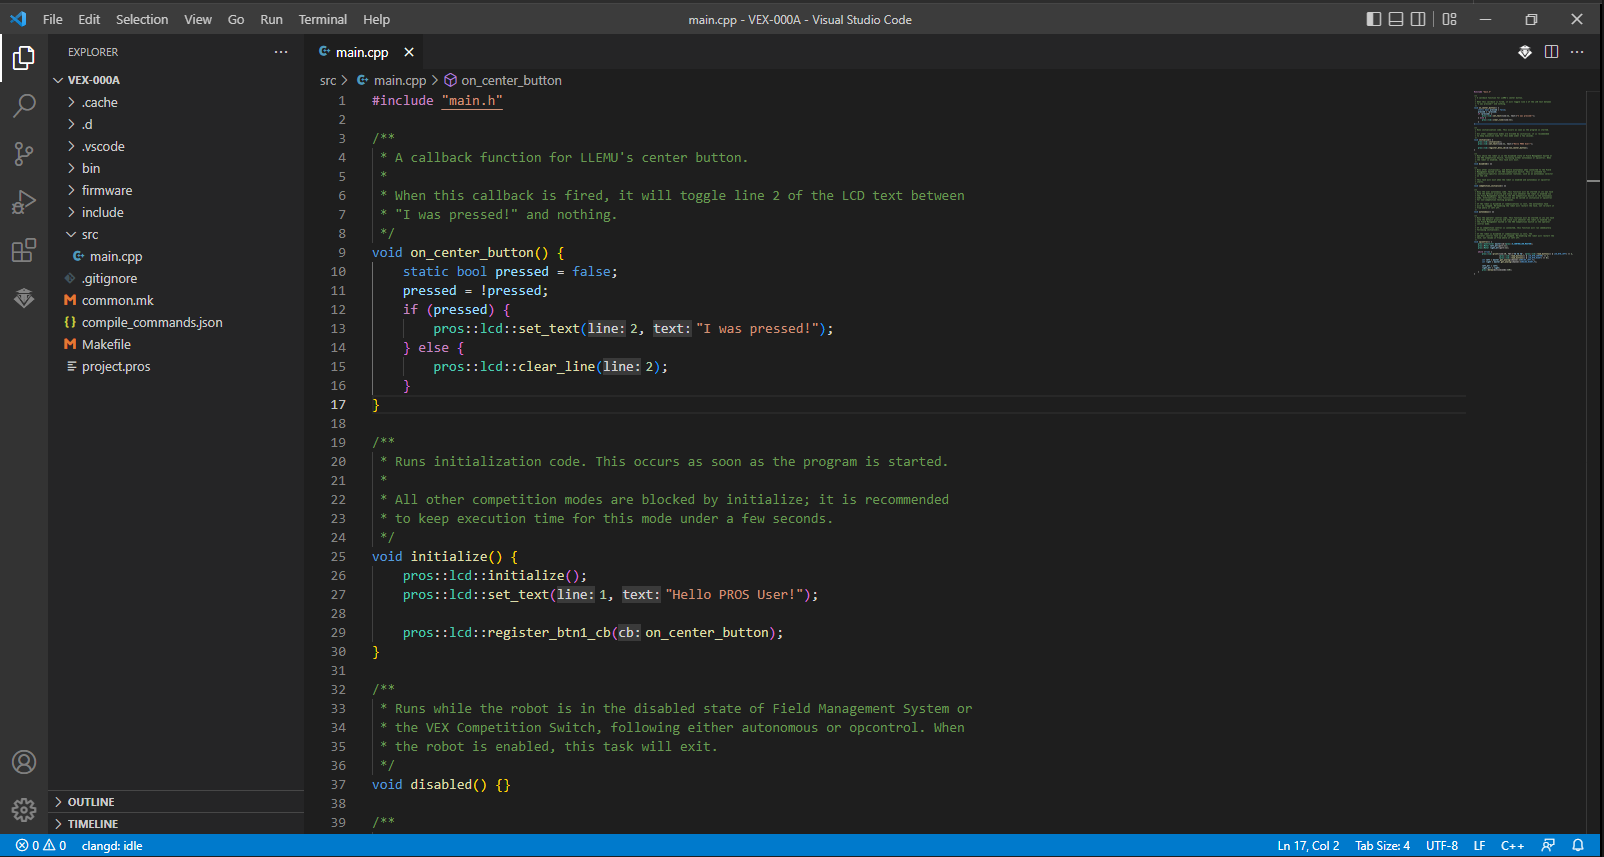 File Edit Selection View Go Run Terminal Help
main.cpp - VEX-000A - Visual Studio Code
EXPLORER
VEX-000A
.cache
.d
.vscode
bin
firmware
include
src
main.cpp
.gitignore
common.mk
compile_commands.json
Makefile
project.pros
OUTLINE
TIMELINE
main.cpp
src > main.cpp > on_center_button
1 #include "main.h"
2
3 /**
4  * A callback function for LLEMU's center button.
5  *
6  * When this callback is fired, it will toggle line 2 of the LCD text between
7  * "I was pressed!" and nothing.
8  */
9 void on_center_button() {
10     static bool pressed = false;
11     pressed = !pressed;
12     if (pressed) {
13         pros::lcd::set_text(line: 2, text: "I was pressed!");
14     } else {
15         pros::lcd::clear_line(line: 2);
16     }
17 }
18
19 /**
20  * Runs initialization code. This occurs as soon as the program is started.
21  *
22  * All other competition modes are blocked by initialize; it is recommended
23  * to keep execution time for this mode under a few seconds.
24  */
25 void initialize() {
26     pros::lcd::initialize();
27     pros::lcd::set_text(line: 1, text: "Hello PROS User!");
28
29     pros::lcd::register_btn1_cb(cb: on_center_button);
30 }
31
32 /**
33  * Runs while the robot is in the disabled state of Field Management System or
34  * the VEX Competition Switch, following either autonomous or opcontrol. When
35  * the robot is enabled, this task will exit.
36  */
37 void disabled() {}
38
39 /**
0 0 clangd: idle
Ln 17, Col 2 Tab Size: 4 UTF-8 LF C++